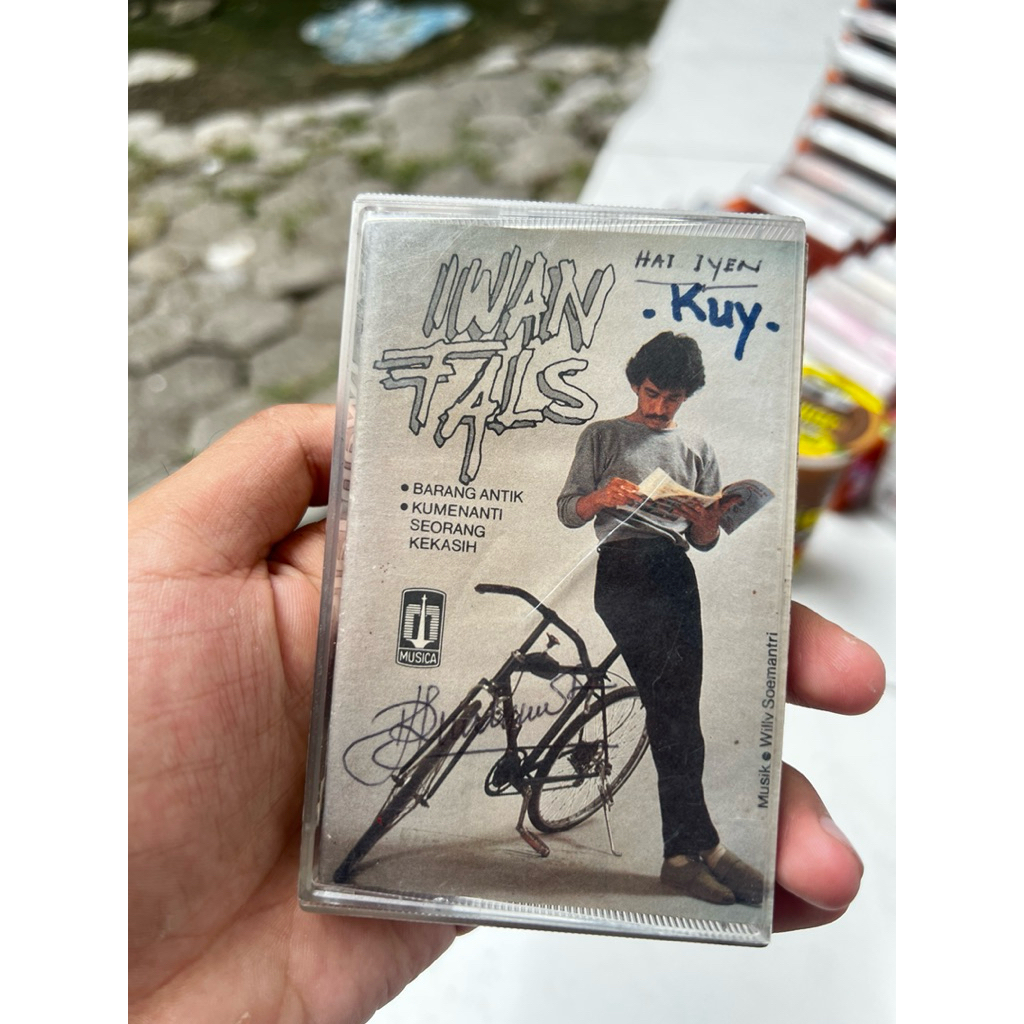 IWAN
FALS
HAI IYEN
. Kuy .
• BARANG ANTIK
• KUMENANTI
SEORANG
KEKASIH
MUSICA
Musik • Willy Soemantri